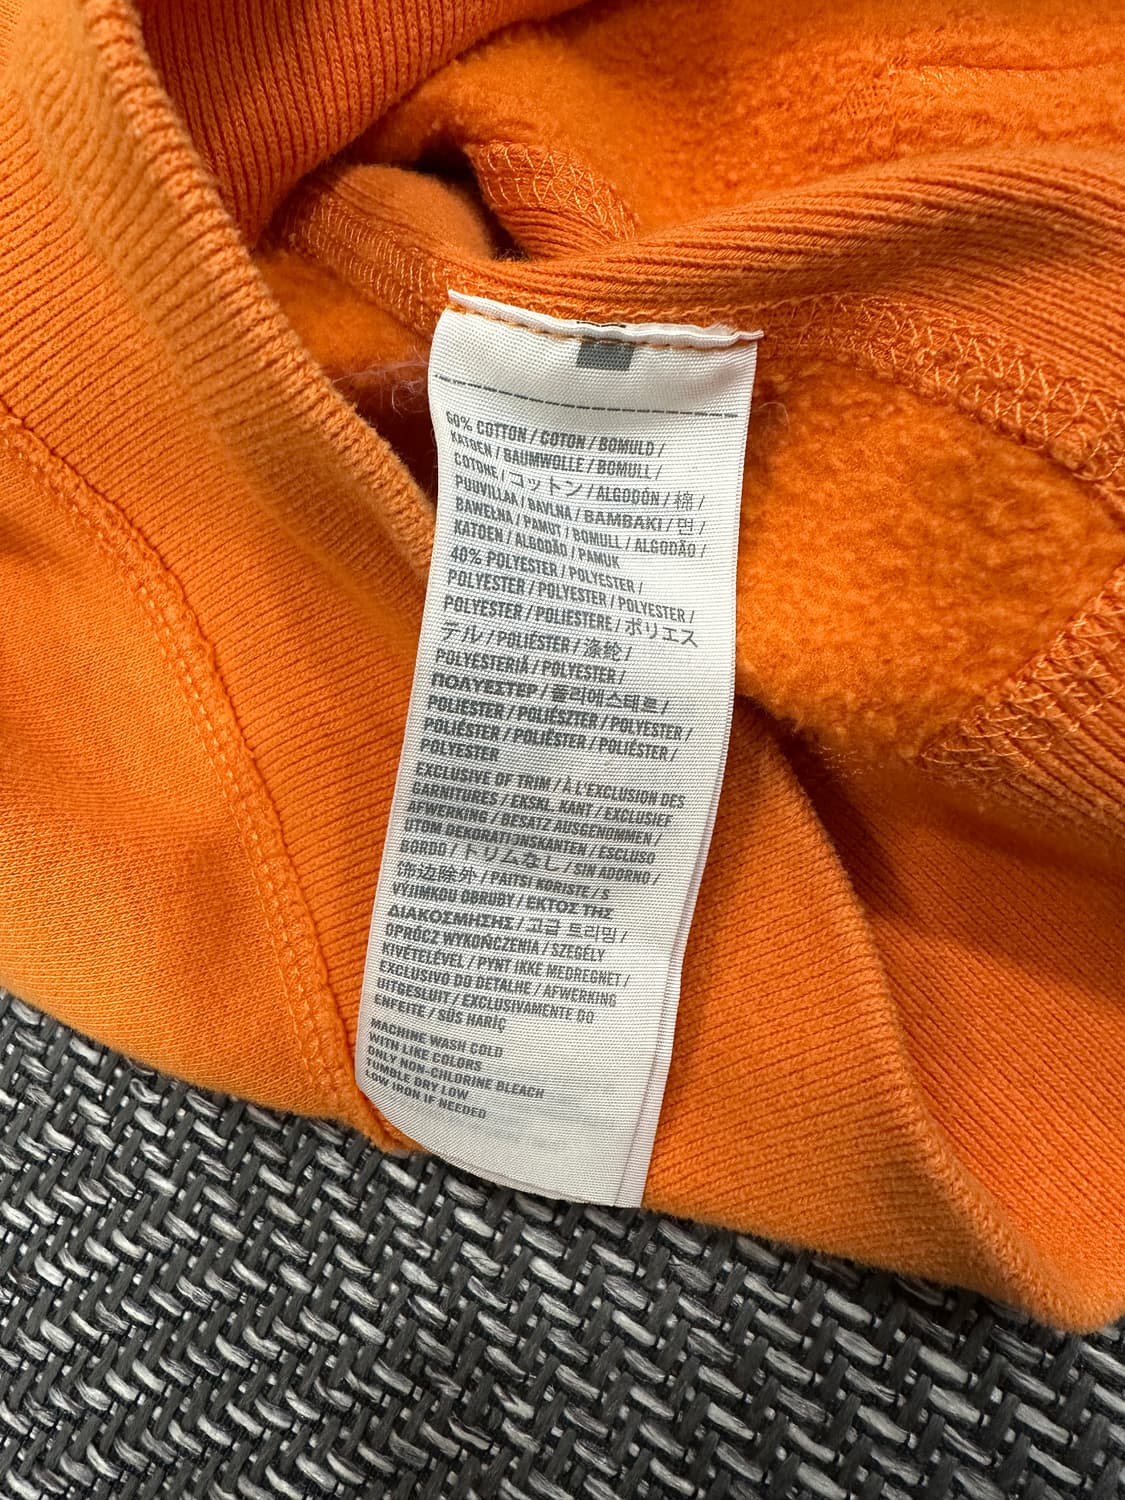 60% COTTON / COTON / BOMULD /
KATOEN / BAUMWOLLE / BOMULL /
COTONE / コットン / ALGODÓN / 棉 /
PUUVILLAA / BAVLNA / BAMBAKI / 면 /
BAWEŁNA / PAMUT / BOMULL / ALGODÃO /
KATOEN / ALGODÃO / PAMUK
40% POLYESTER / POLYESTER /
POLYESTER / POLYESTER / POLYESTER /
POLYESTER / POLIESTERE / ポリエス
テル / POLIÉSTER / 涤纶 /
POLYESTERIÄ / POLYESTER /
ΠΟΛΥΕΣΤΕΡ / 폴리에스테르 /
POLIESTER / POLIÉSZTER / POLYESTER /
POLIÉSTER / POLIÉSTER / POLIÉSTER /
POLYESTER
EXCLUSIVE OF TRIM / À L'EXCLUSION DES
GARNITURES / EKSKL. KANT / EXCLUSIEF
AFWERKING / BESATZ AUSGENOMMEN /
UTOM DEKORATIONSKANTEN / ESCLUSO
BORDO / トリムなし / SIN ADORNO /
饰边除外 / PAITSI KORISTE / S
VÝJIMKOU OBRUBY / ΕΚΤΟΣ ΤΗΣ
ΔΙΑΚΟΣΜΗΣΗΣ / 고급 트리밍 /
OPRÓCZ WYKOŃCZENIA / SZEGÉLY
KIVÉTELÉVEL / PYNT IKKE MEDREGNET /
EXCLUSIVO DO DETALHE / AFWERKING
UITGESLUIT / EXCLUSIVAMENTE DO
ENFEITE / SÜS HARİÇ
MACHINE WASH COLD
WITH LIKE COLORS
ONLY NON-CHLORINE BLEACH
TUMBLE DRY LOW
LOW IRON IF NEEDED